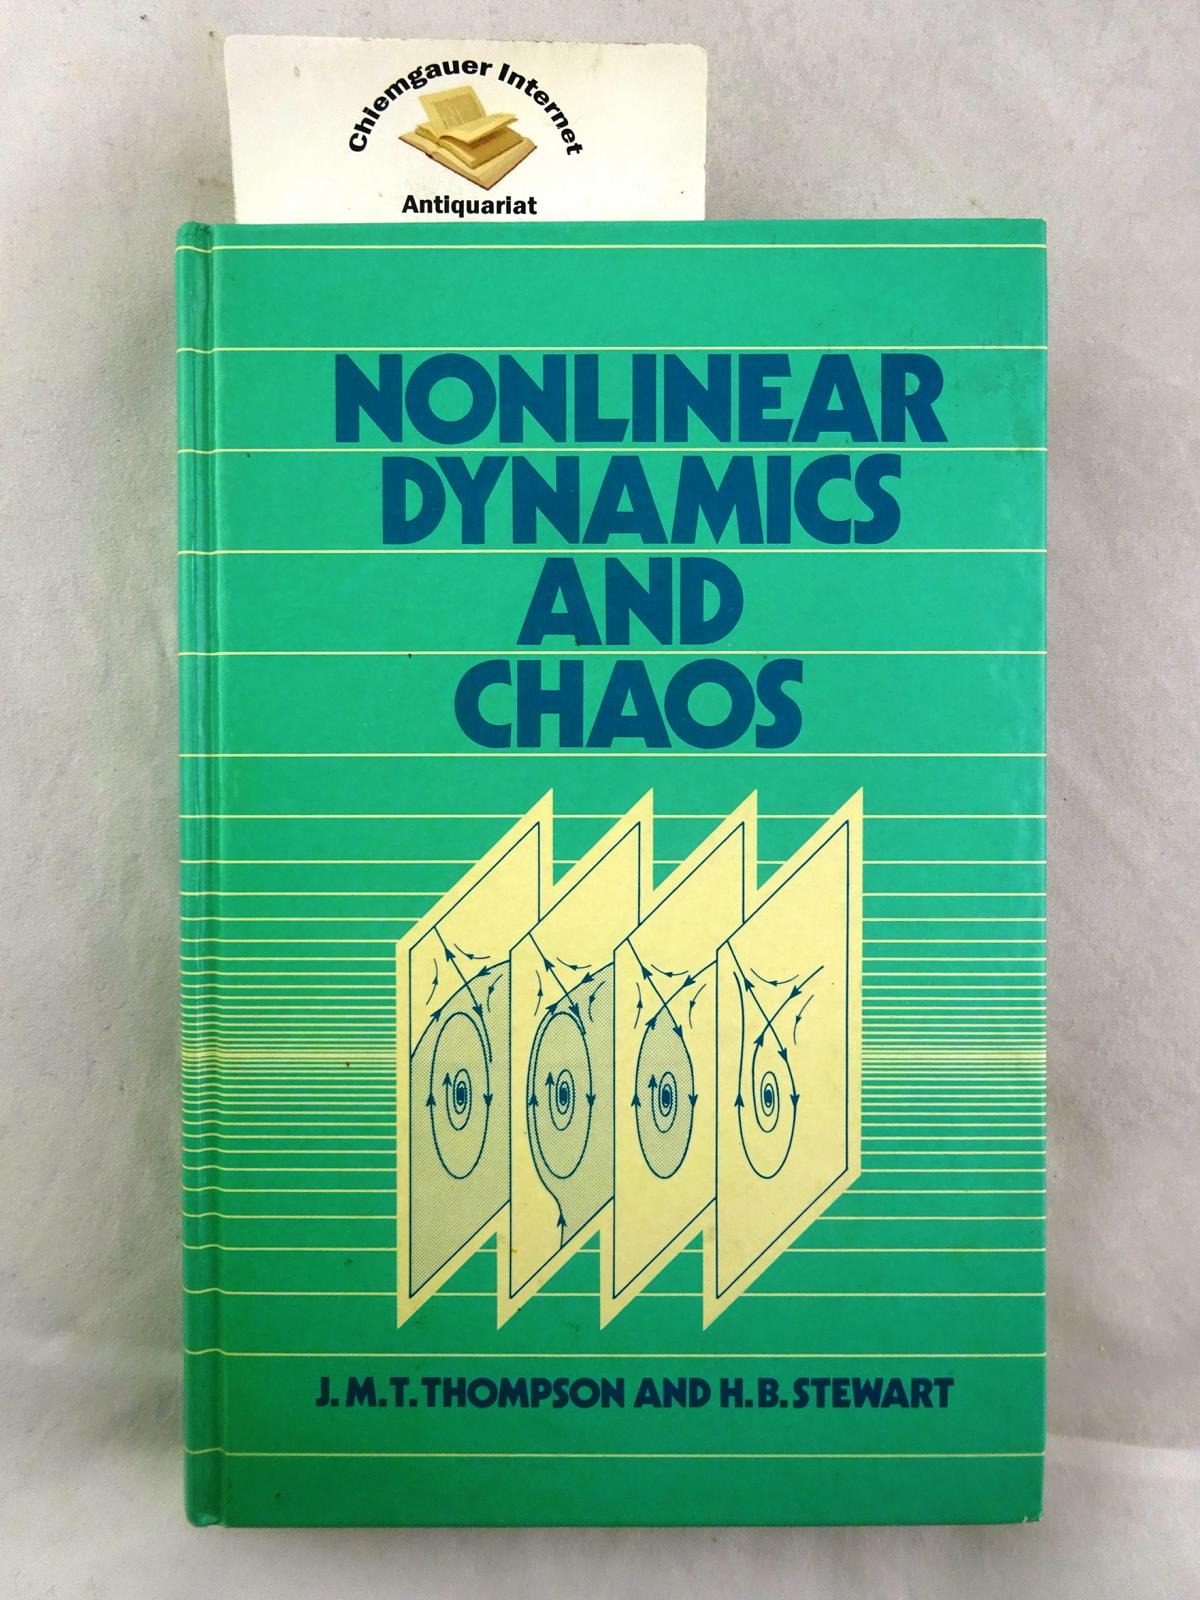 Chiemgauer Internet
Antiquariat
NONLINEAR
DYNAMICS
AND
CHAOS
J. M. T. THOMPSON AND H. B. STEWART